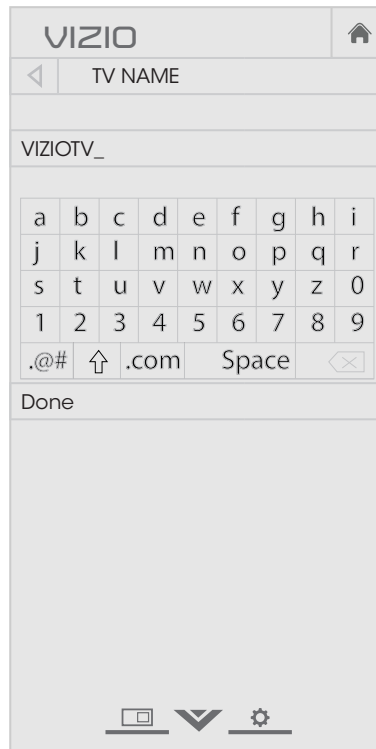 VIZIO
TV NAME
VIZIOTV_
a b c d e f g h i
j k l m n o p q r
s t u v w x y z 0
1 2 3 4 5 6 7 8 9
.@# .com Space
Done